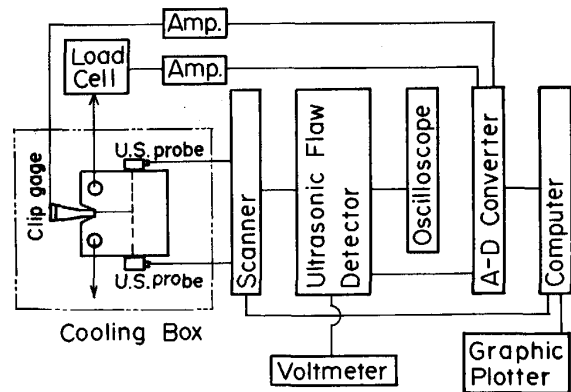 Amp.
Load
Cell
Amp.
U.S. probe
Clip gage
U.S. probe
Cooling Box
Scanner
Ultrasonic Flaw
Detector
Oscilloscope
A-D Converter
Computer
Voltmeter
Graphic
Plotter